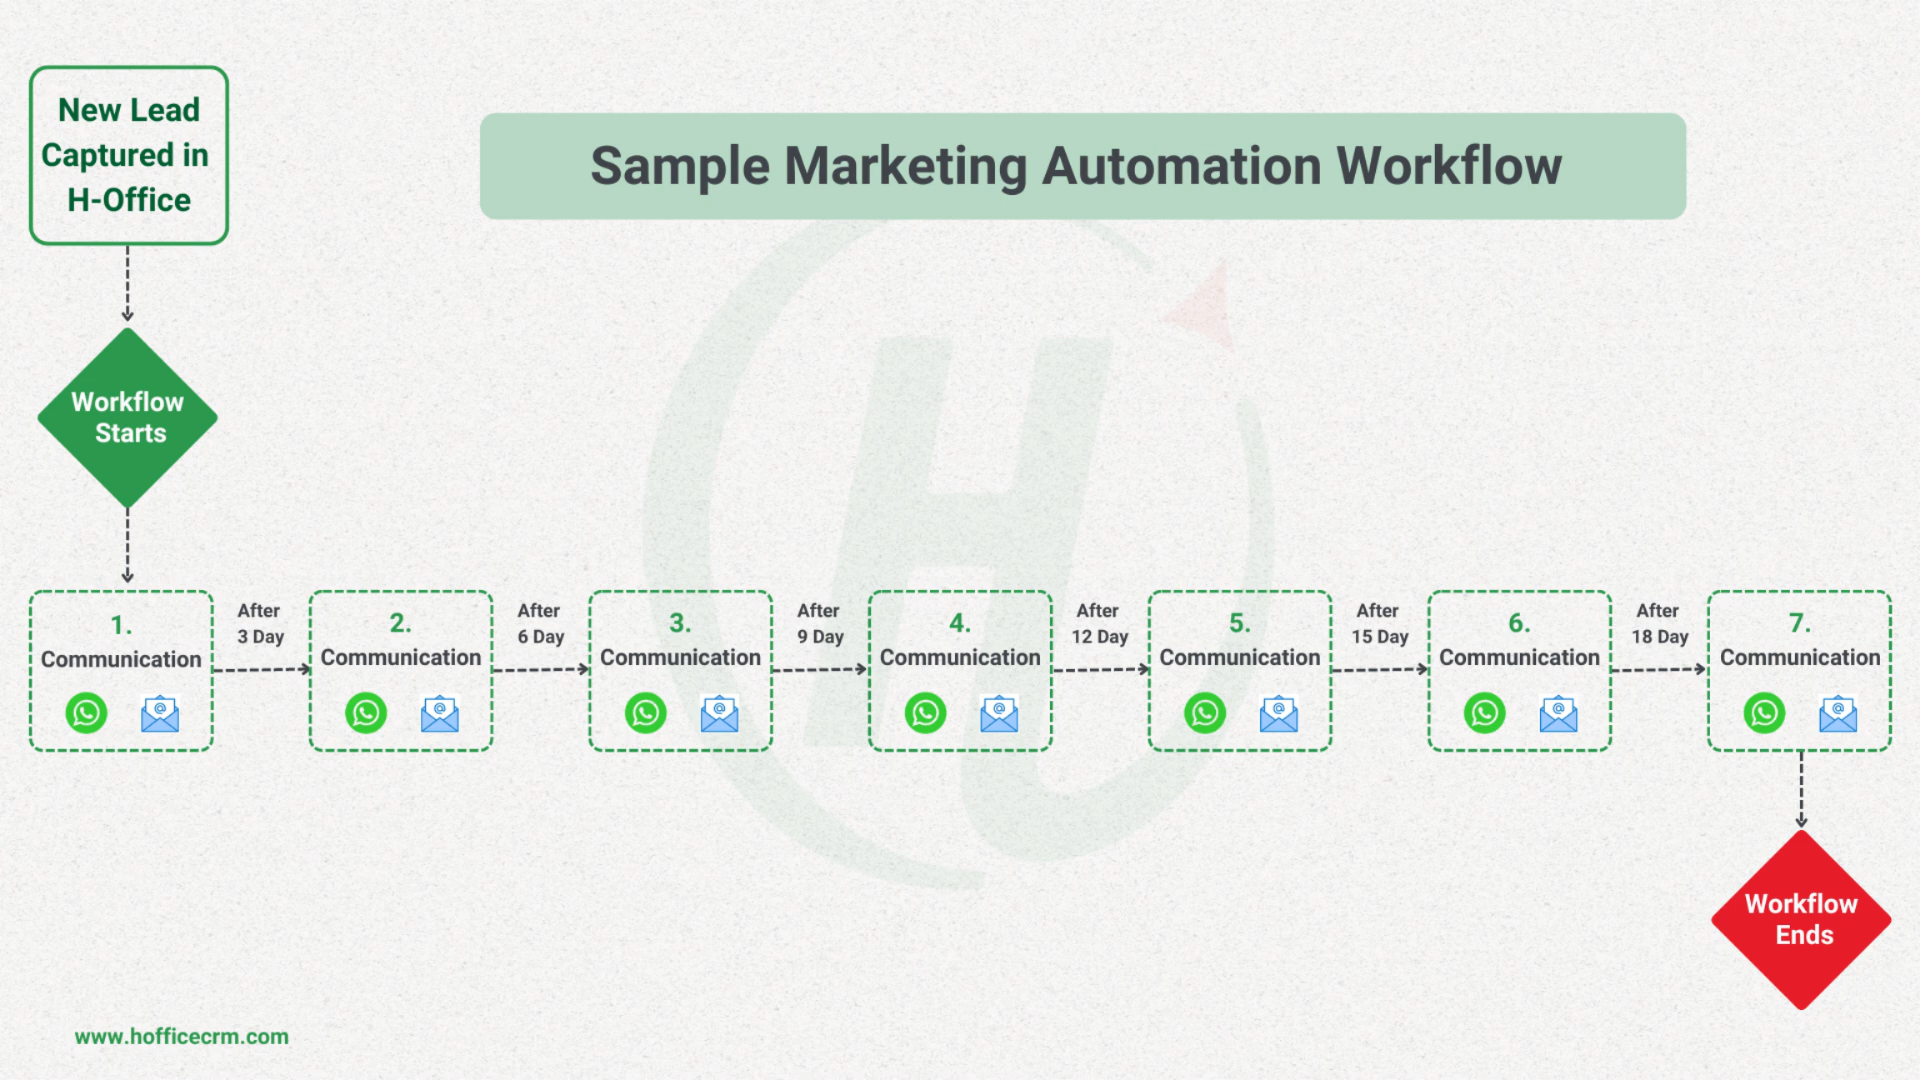 New Lead
Captured in
H-Office
Sample Marketing Automation Workflow
Workflow
Starts
1.
Communication
After
3 Day
2.
Communication
After
6 Day
3.
Communication
After
9 Day
4.
Communication
After
12 Day
5.
Communication
After
15 Day
6.
Communication
After
18 Day
7.
Communication
Workflow
Ends
www.hofficecrm.com